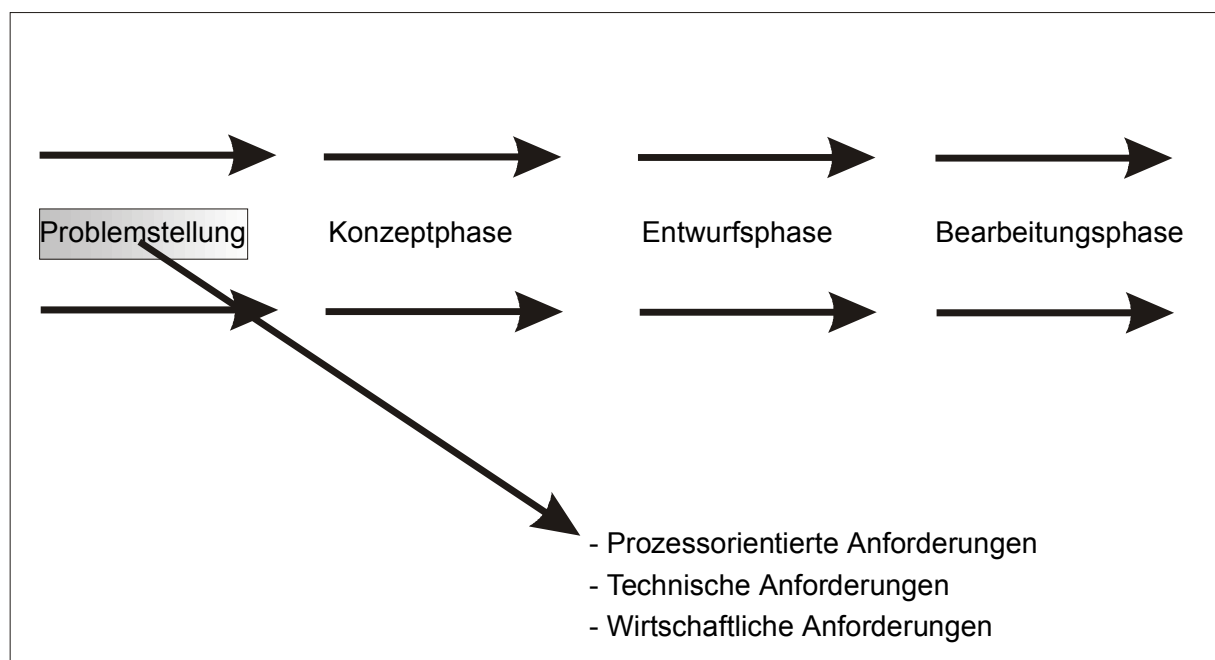 Problemstellung Konzeptphase Entwurfsphase Bearbeitungsphase
- Prozessorientierte Anforderungen
- Technische Anforderungen
- Wirtschaftliche Anforderungen